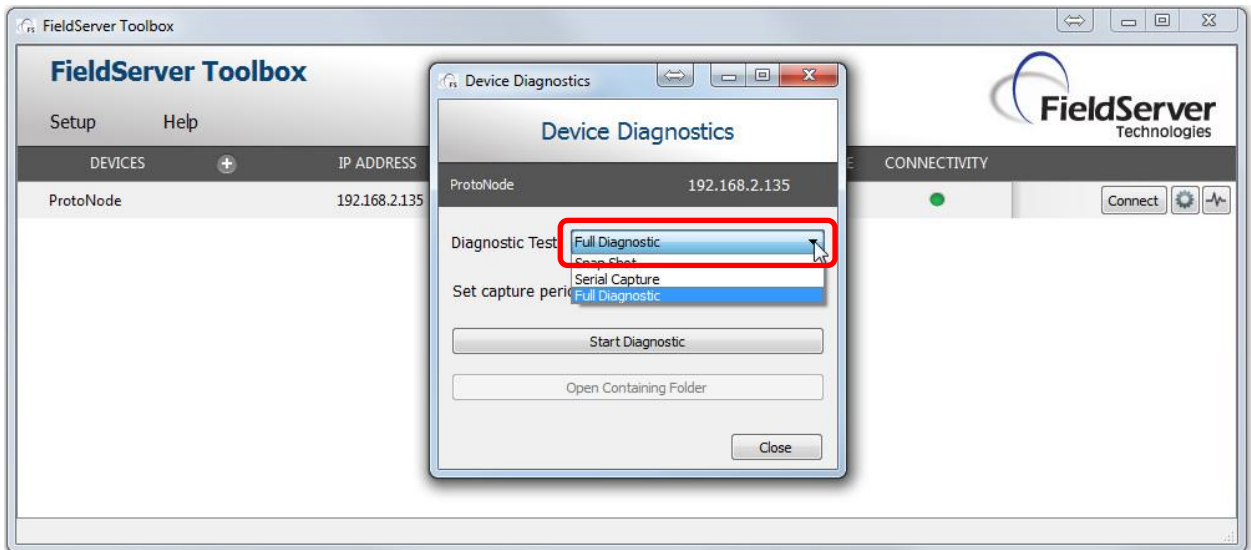 FieldServer Toolbox
FieldServer Toolbox
Setup Help
FieldServer
Technologies
DEVICES IP ADDRESS CONNECTIVITY
ProtoNode 192.168.2.135 Connect
Device Diagnostics
Device Diagnostics
ProtoNode 192.168.2.135
Diagnostic Test Full Diagnostic
Snap Shot
Serial Capture
Set capture
Full Diagnostic
Start Diagnostic
Open Containing Folder
Close